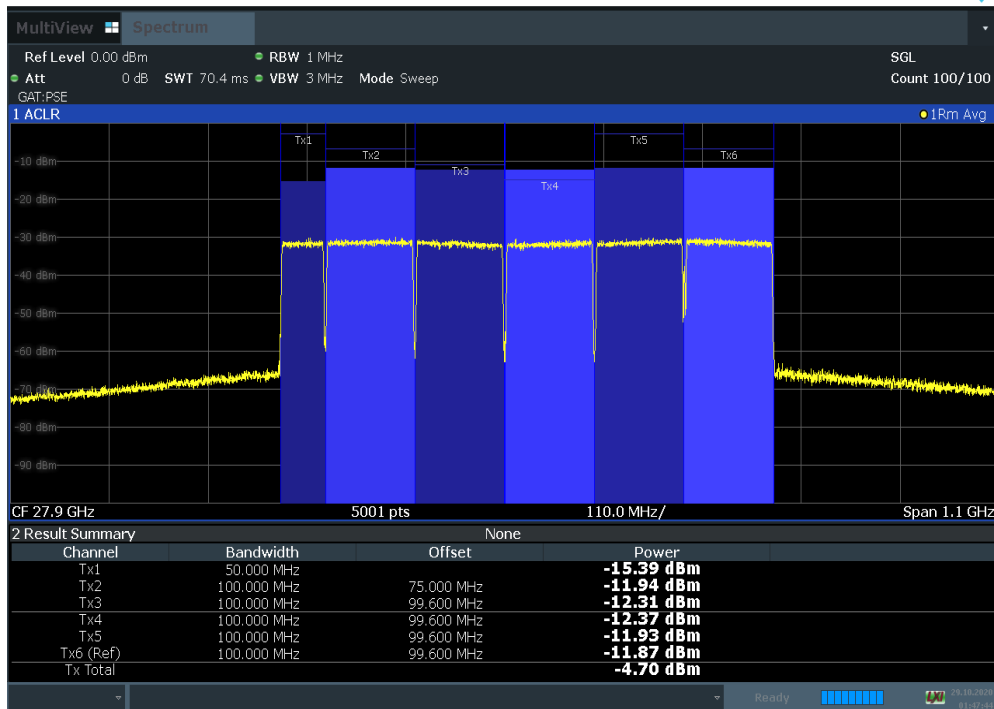 MultiView Spectrum
Ref Level 0.00 dBm RBW 1 MHz SGL
Att 0 dB SWT 70.4 ms VBW 3 MHz Mode Sweep Count 100/100
GAT:PSE
1 ACLR 1Rm Avg
Tx1 Tx5
Tx2 Tx6
-10 dBm
Tx3
Tx4
-20 dBm
-30 dBm
-40 dBm
-50 dBm
-60 dBm
-70 dBm
-80 dBm
-90 dBm
CF 27.9 GHz 5001 pts 110.0 MHz/ Span 1.1 GHz
2 Result Summary None
Channel Bandwidth Offset Power
Tx1 50.000 MHz -15.39 dBm
Tx2 100.000 MHz 75.000 MHz -11.94 dBm
Tx3 100.000 MHz 99.600 MHz -12.31 dBm
Tx4 100.000 MHz 99.600 MHz -12.37 dBm
Tx5 100.000 MHz 99.600 MHz -11.93 dBm
Tx6 (Ref) 100.000 MHz 99.600 MHz -11.87 dBm
Tx Total -4.70 dBm
Ready 29.10.2020
01:47:44